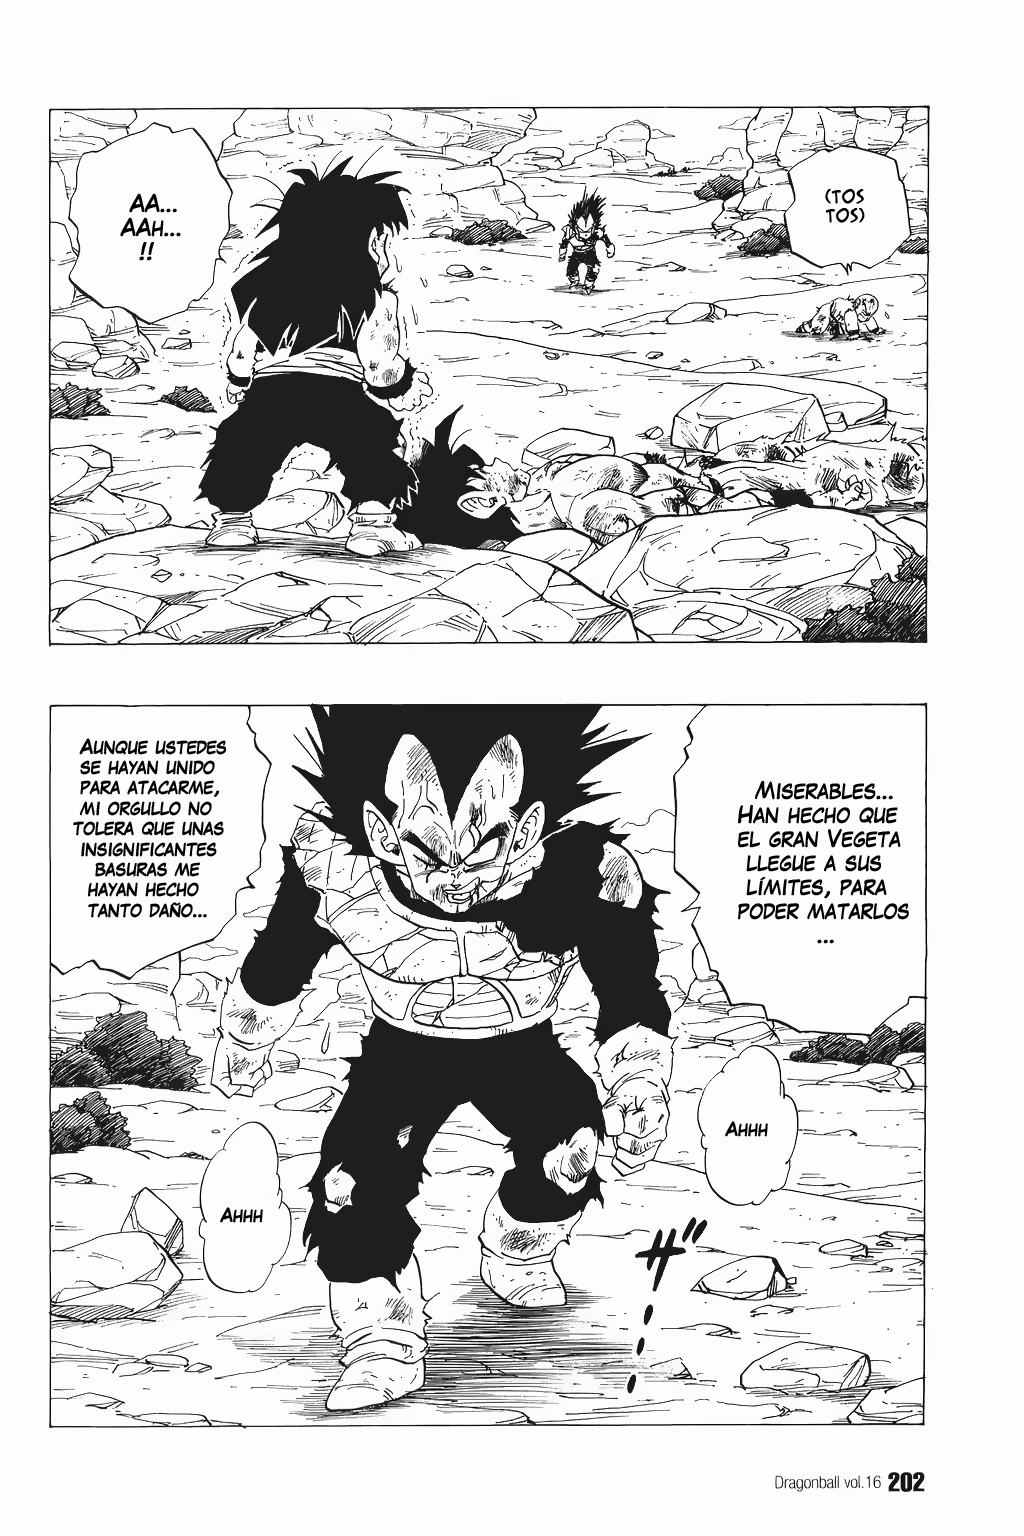 (TOS
TOS)
AA...
AAH...
!!
MISERABLES...
HAN HECHO QUE
EL GRAN VEGETA
LLEGUE A SUS
LÍMITES, PARA
PODER MATARLOS
...
AUNQUE USTEDES
SE HAYAN UNIDO
PARA ATACARME,
MI ORGULLO NO
TOLERA QUE UNAS
INSIGNIFICANTES
BASURAS ME
HAYAN HECHO
TANTO DAÑO...
AHHH
AHHH
ザ
Dragonball vol.16 202